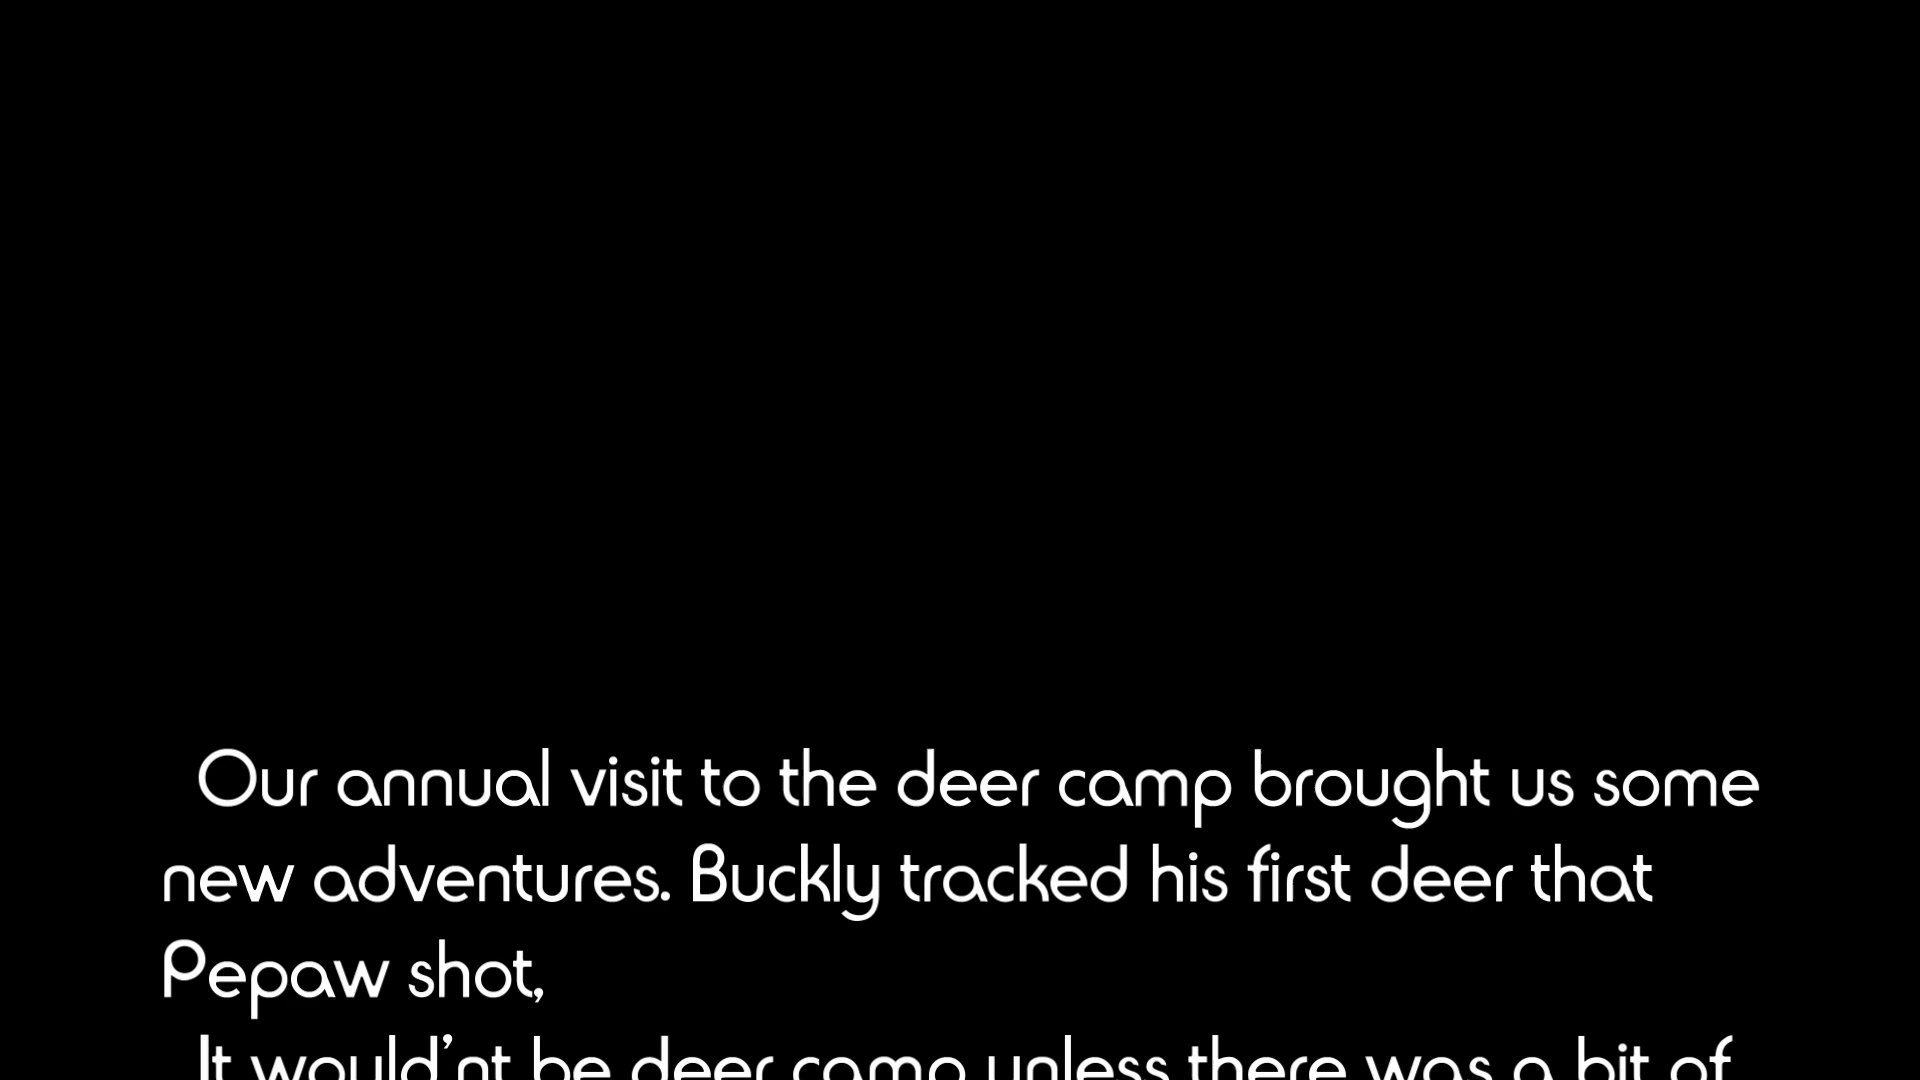 Our annual visit to the deer camp brought us some
new adventures. Buckly tracked his first deer that
Pepaw shot,
It would'nt be deer camp unless there was a bit of